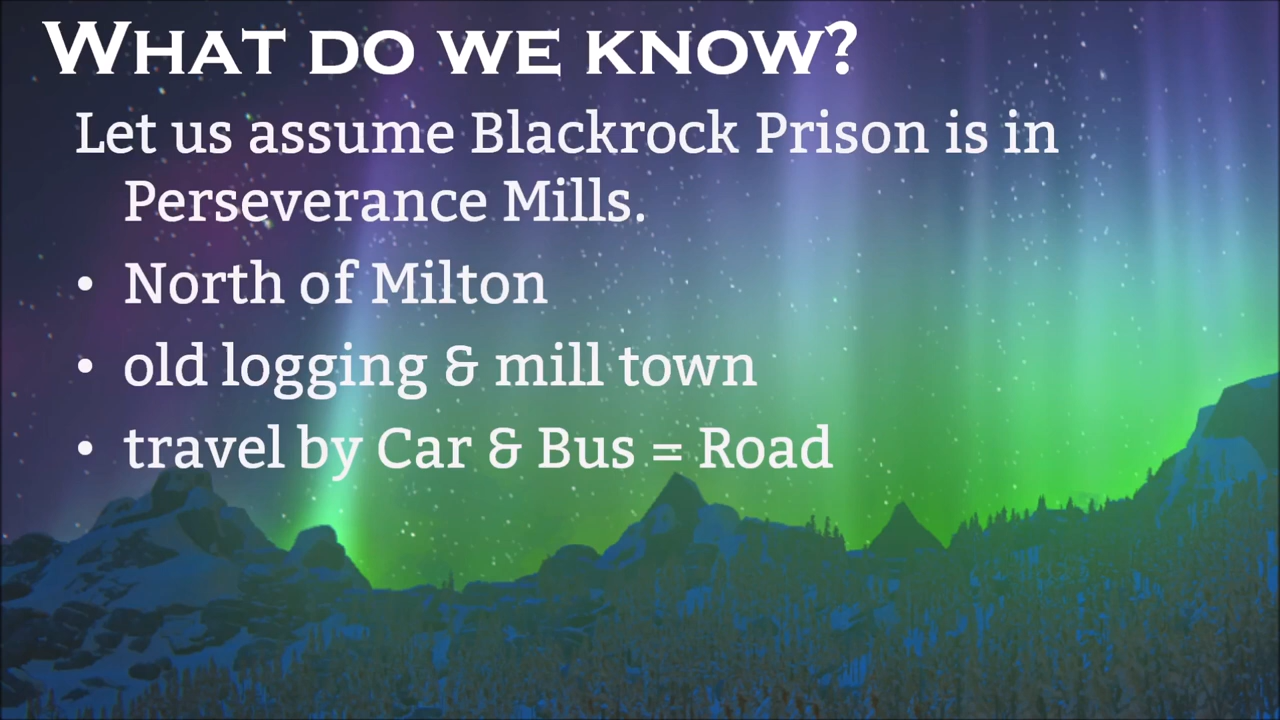 WHAT DO WE KNOW?
Let us assume Blackrock Prison is in
Perseverance Mills.
• North of Milton
• old logging & mill town
• travel by Car & Bus = Road